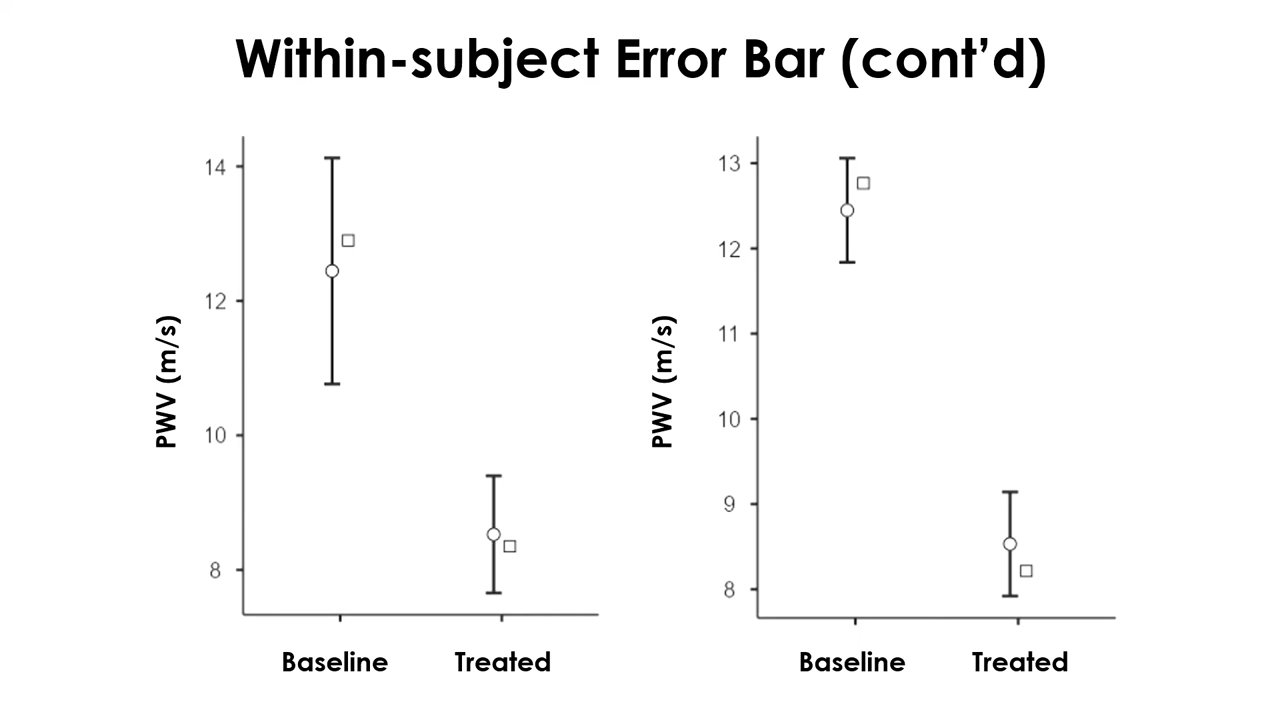 Within-subject Error Bar (cont’d)
PWV (m/s)
14
12
10
8
Baseline
Treated
PWV (m/s)
13
12
11
10
9
8
Baseline
Treated